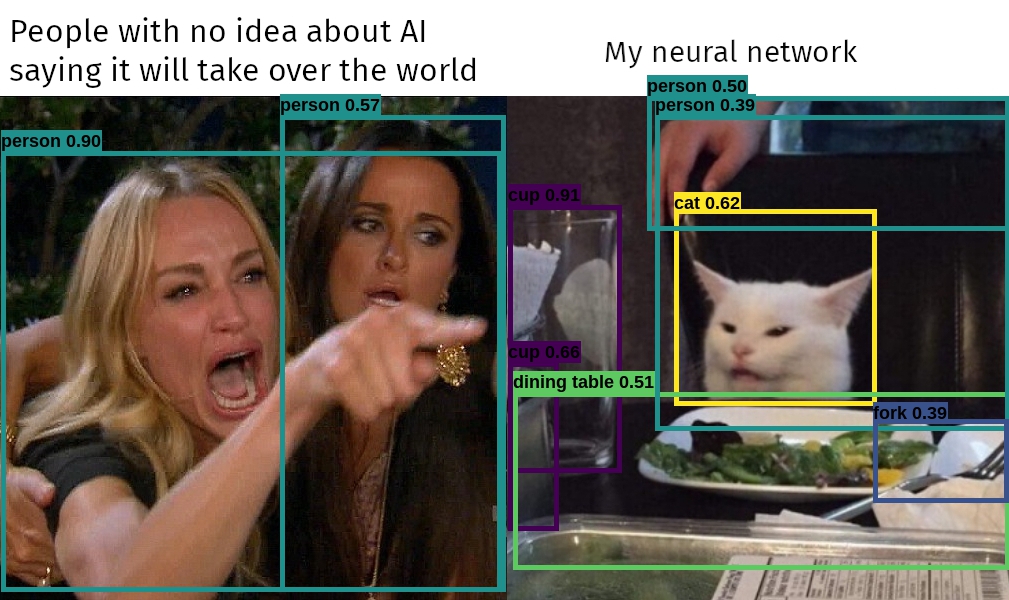 People with no idea about AI
saying it will take over the world
My neural network
person 0.90
person 0.57
person 0.50
person 0.39
cup 0.91
cat 0.62
cup 0.66
dining table 0.51
fork 0.39